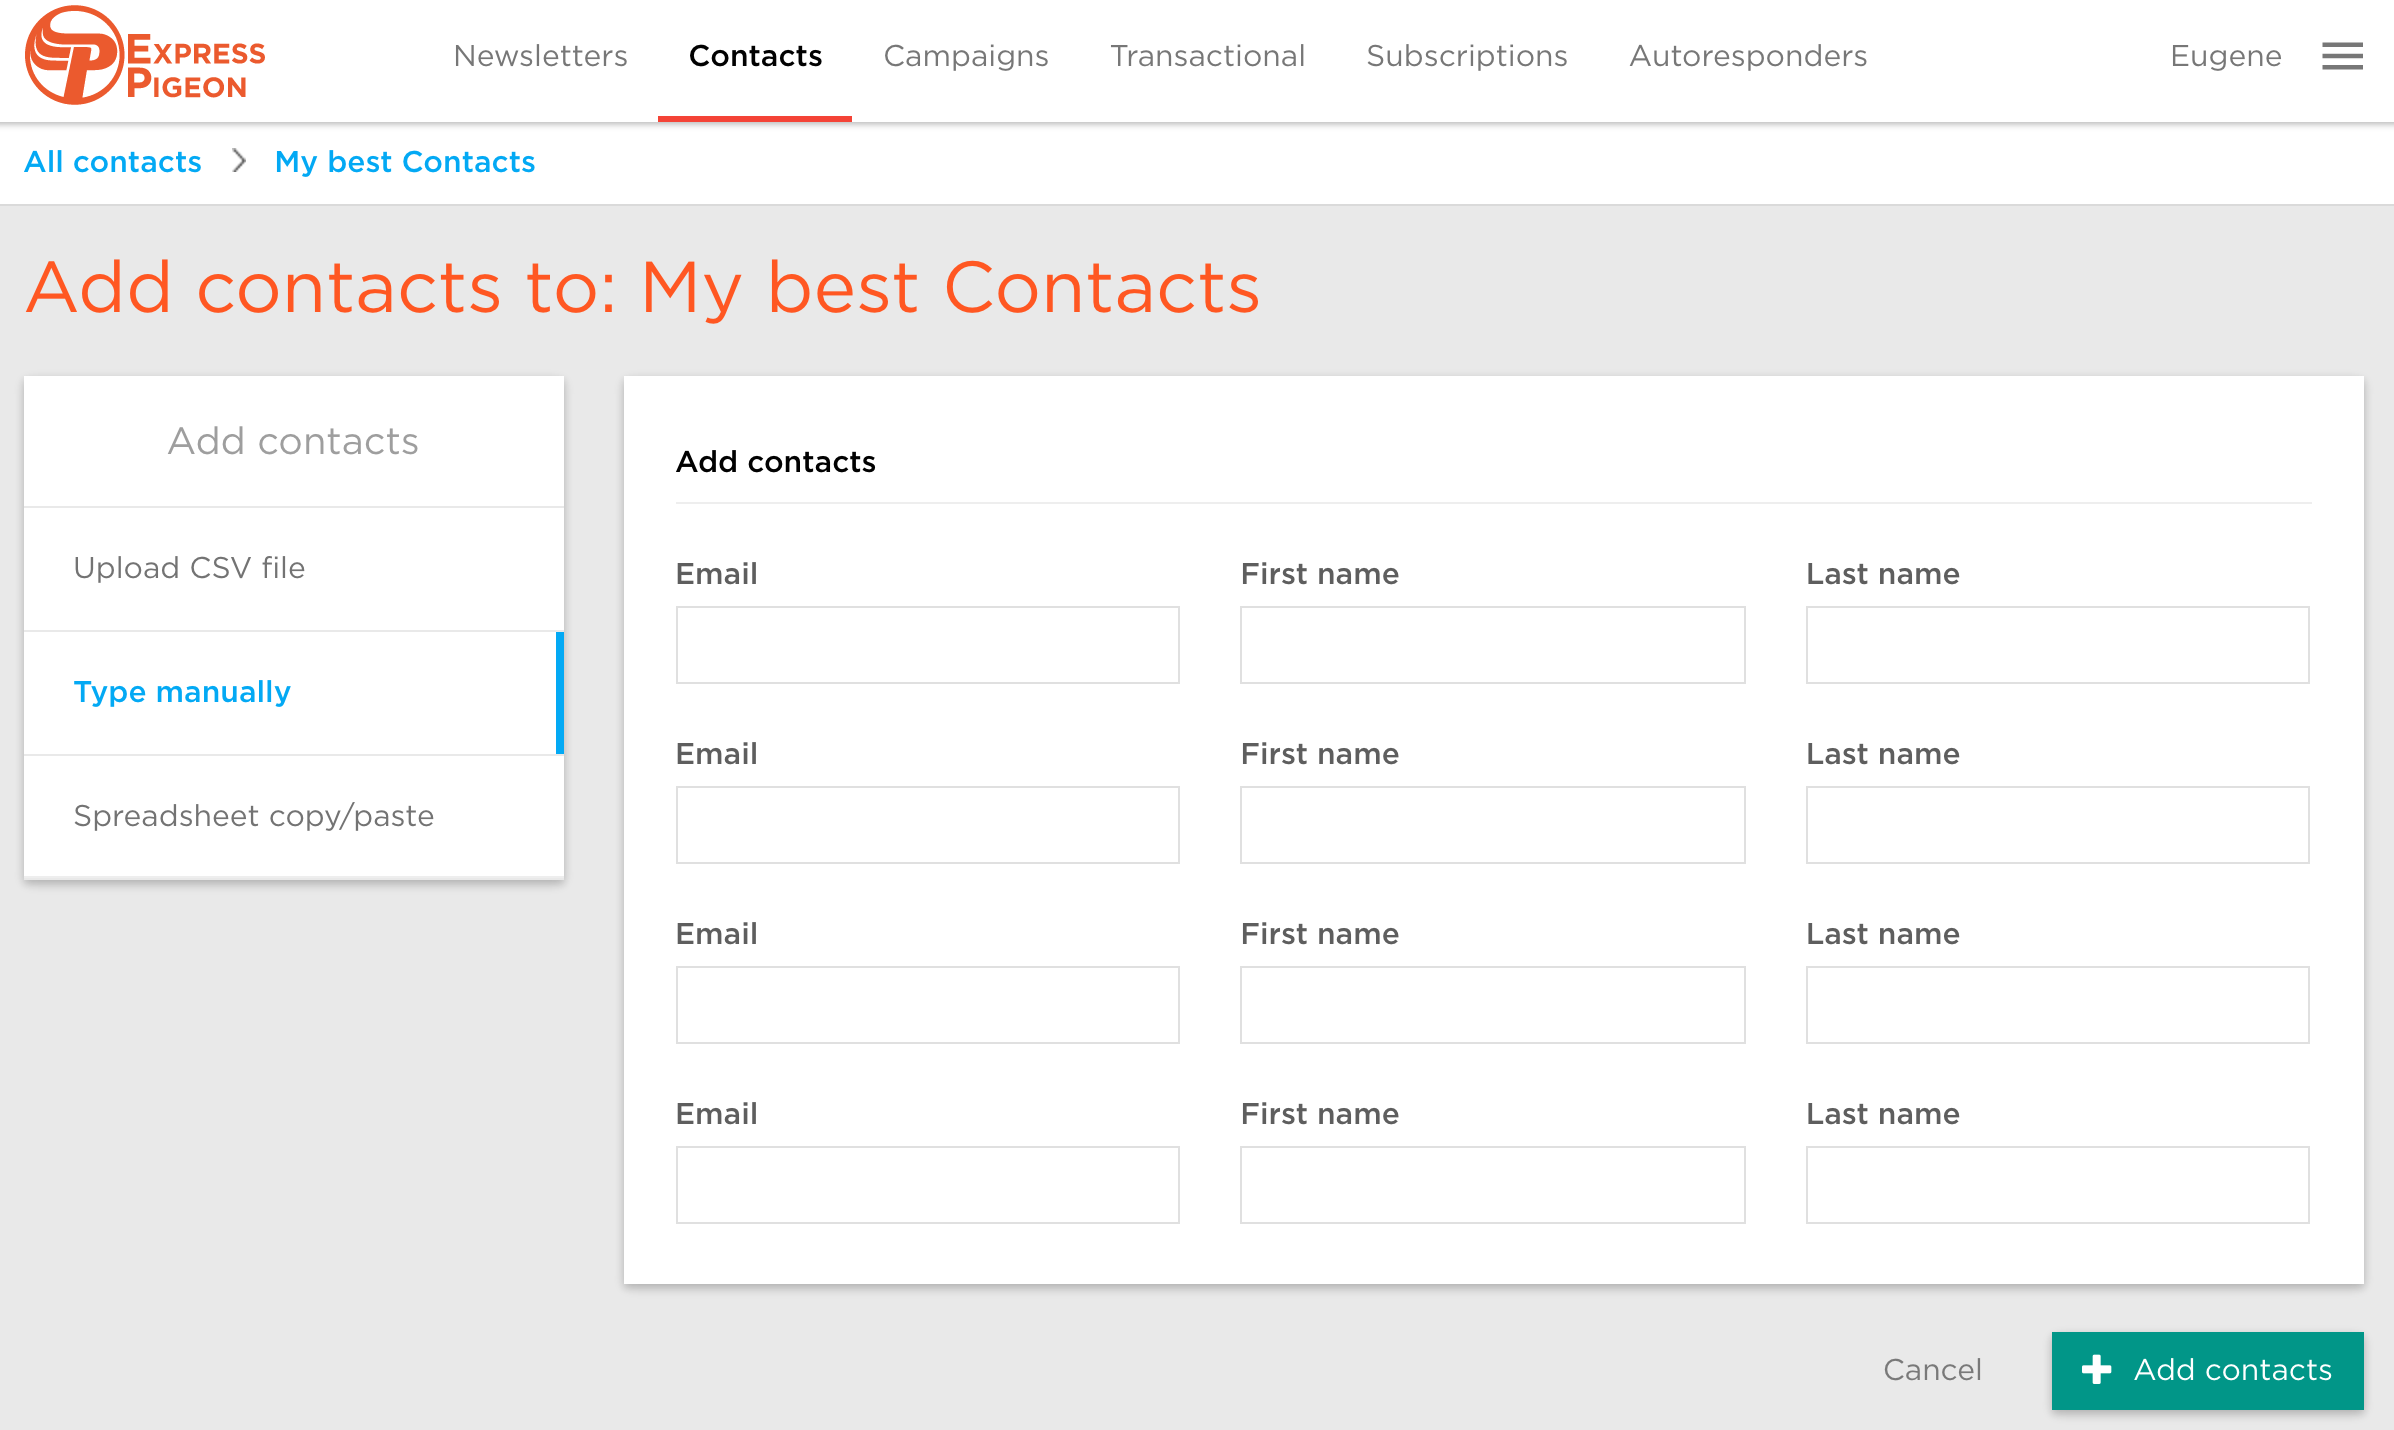 EXPRESS
PIGEON
Newsletters Contacts Campaigns Transactional Subscriptions Autoresponders Eugene
All contacts My best Contacts
Add contacts to: My best Contacts
Add contacts
Upload CSV file
Type manually
Spreadsheet copy/paste
Add contacts
Email First name Last name
Email First name Last name
Email First name Last name
Email First name Last name
Cancel Add contacts